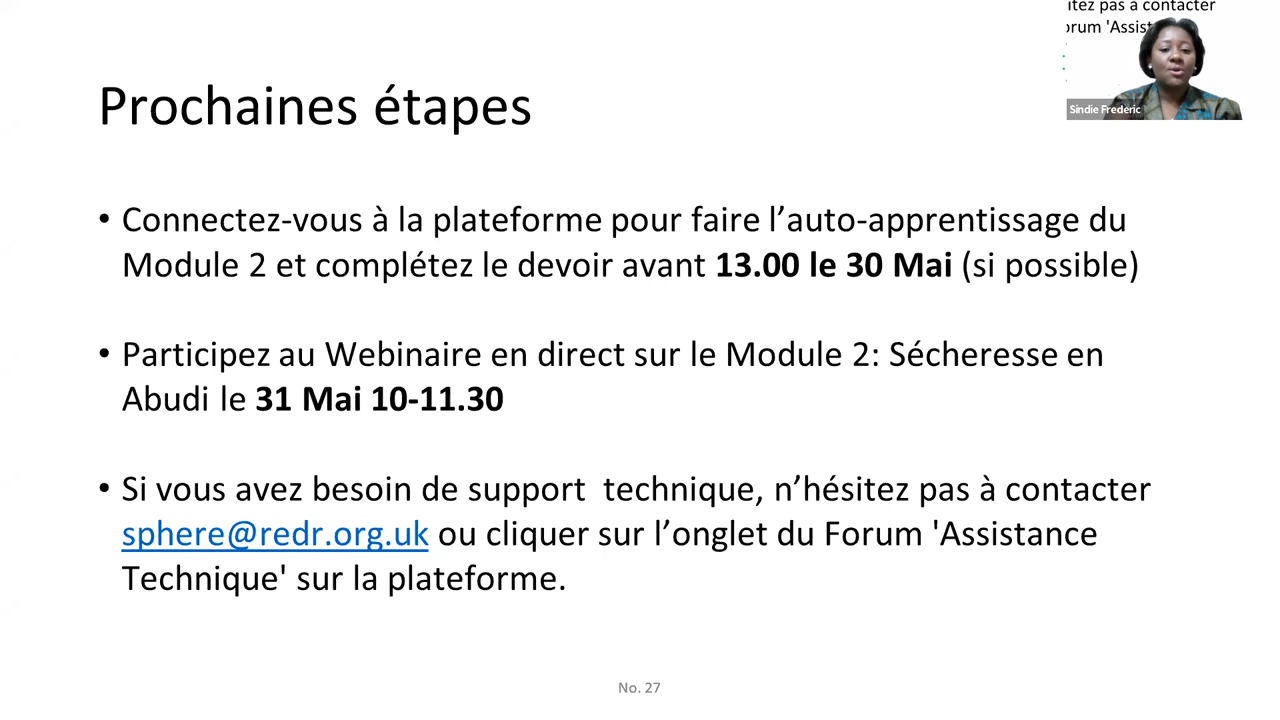 itez pas à contacter
orum 'Assist
Sindie Frederic
Prochaines étapes
• Connectez-vous à la plateforme pour faire l’auto-apprentissage du
Module 2 et complétez le devoir avant 13.00 le 30 Mai (si possible)
• Participez au Webinaire en direct sur le Module 2: Sécheresse en
Abudi le 31 Mai 10-11.30
• Si vous avez besoin de support  technique, n’hésitez pas à contacter
sphere@redr.org.uk ou cliquer sur l’onglet du Forum 'Assistance
Technique' sur la plateforme.
No. 27